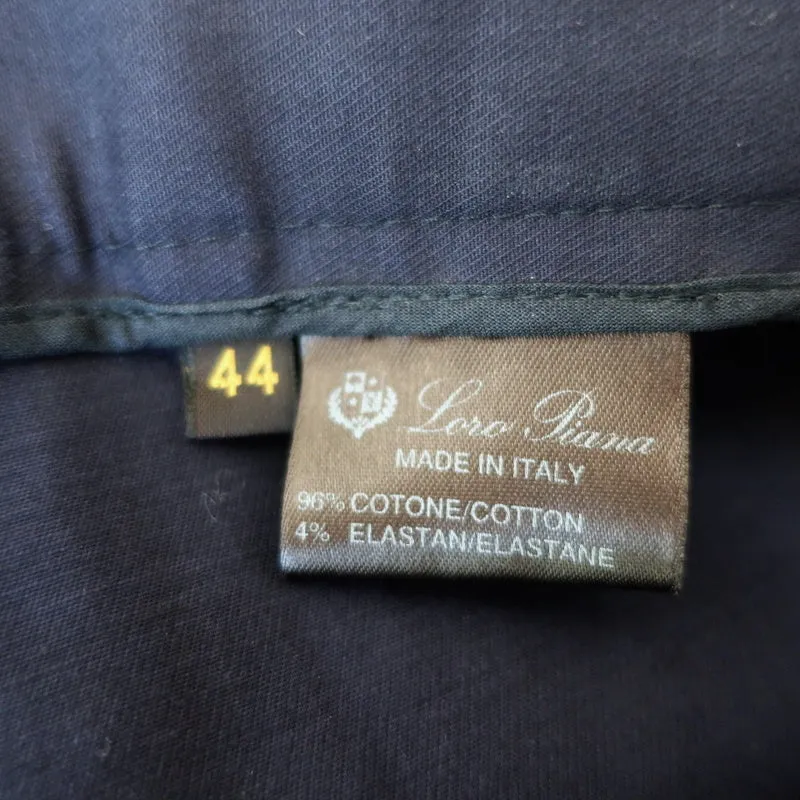 44
Loro Piana
MADE IN ITALY
96% COTONE/COTTON
4% ELASTAN/ELASTANE